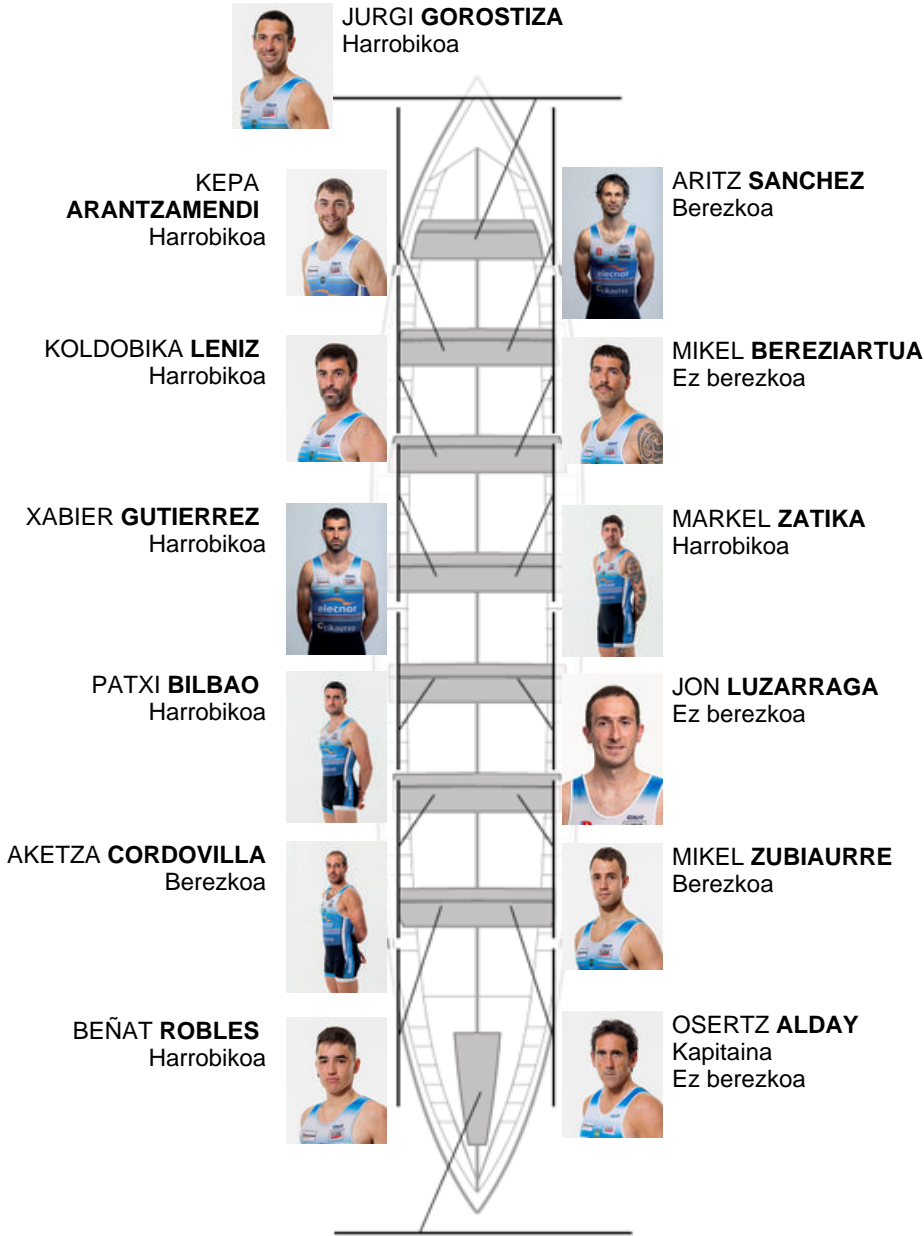 JURGI GOROSTIZA
Harrobikoa
KEPA
ARANTZAMENDI
Harrobikoa
ARITZ SANCHEZ
Berezkoa
KOLDOBIKA LENIZ
Harrobikoa
MIKEL BEREZIARTUA
Ez berezkoa
XABIER GUTIERREZ
Harrobikoa
MARKEL ZATIKA
Harrobikoa
PATXI BILBAO
Harrobikoa
JON LUZARRAGA
Ez berezkoa
AKETZA CORDOVILLA
Berezkoa
MIKEL ZUBIAURRE
Berezkoa
BEÑAT ROBLES
Harrobikoa
OSERTZ ALDAY
Kapitaina
Ez berezkoa
elecnor
elecnor